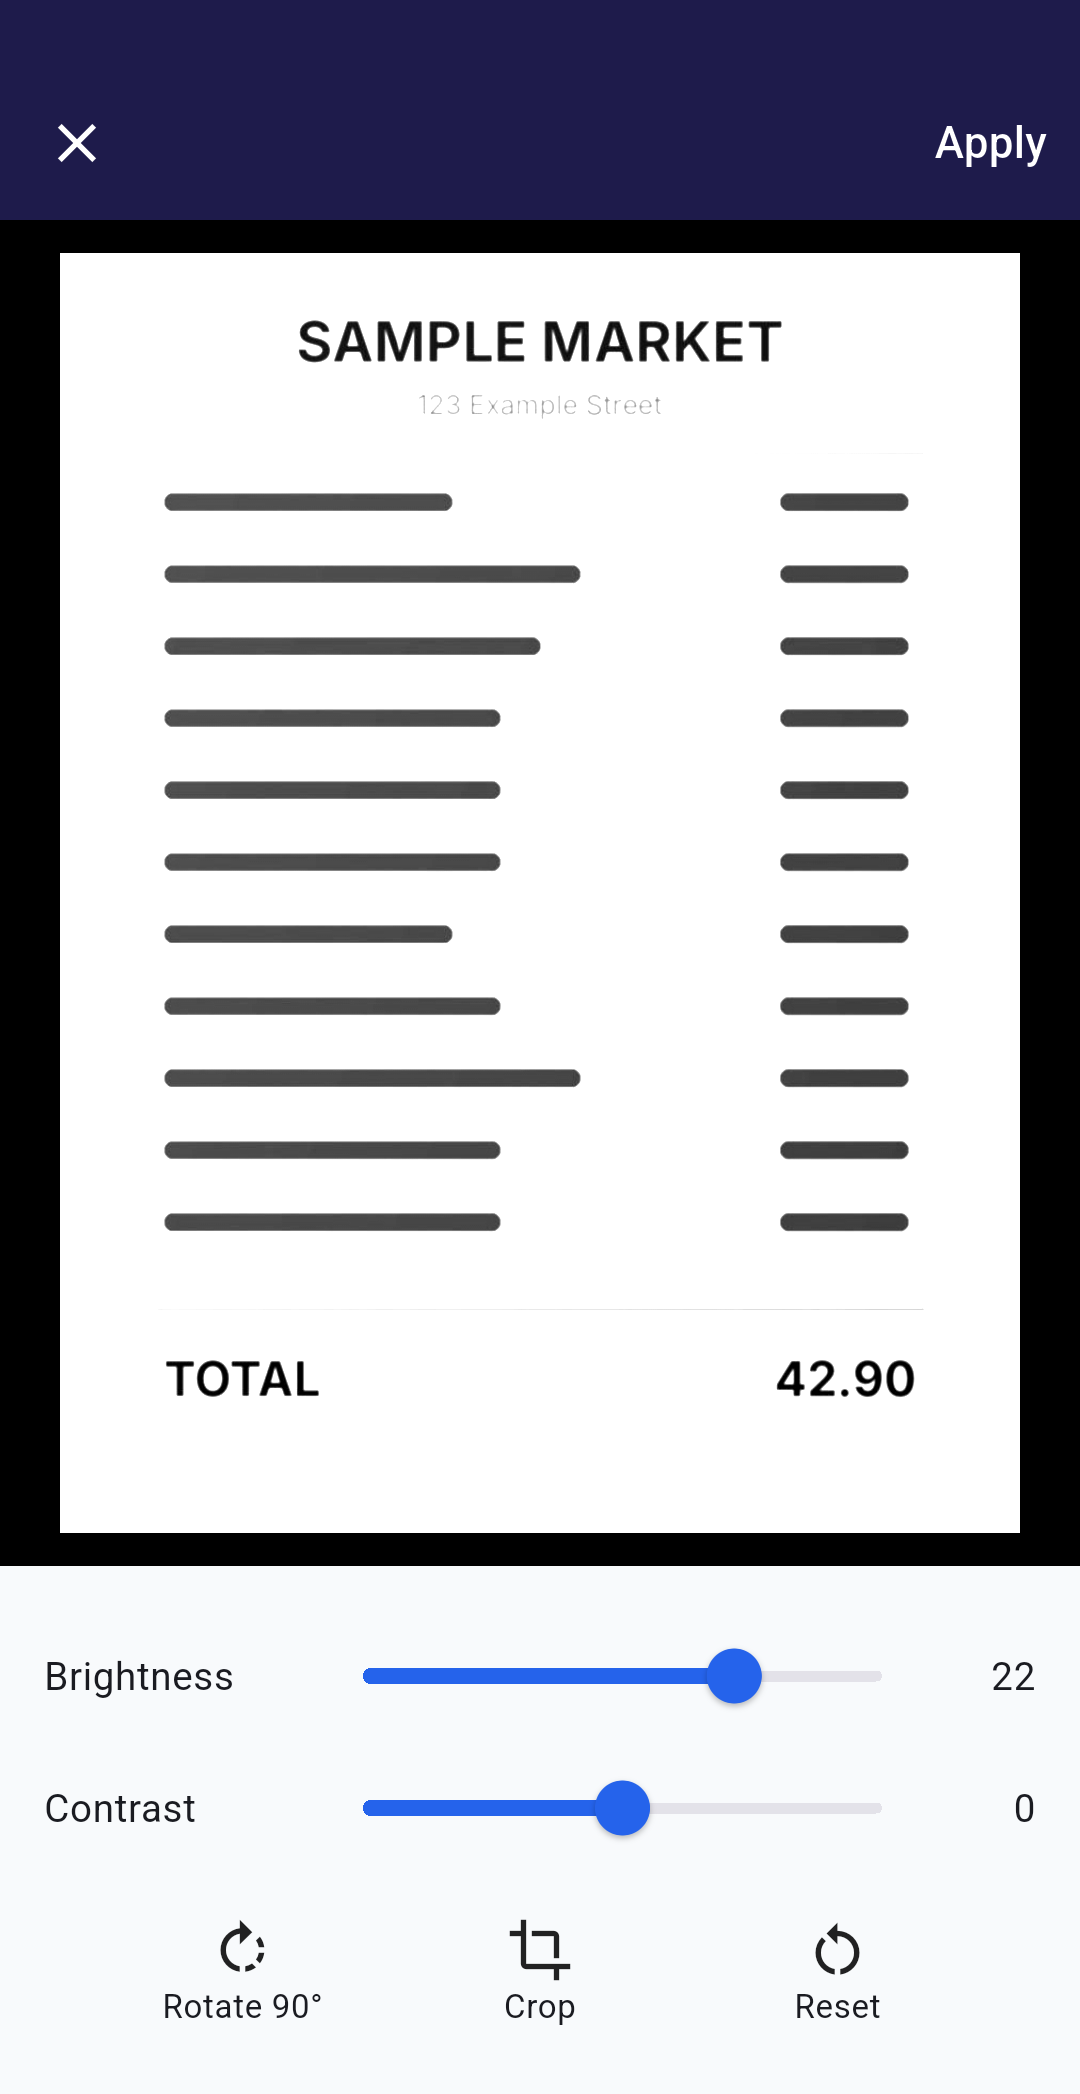 Apply
SAMPLE MARKET
123 Example Street
TOTAL 42.90
Brightness 22
Contrast 0
Rotate 90° Crop Reset